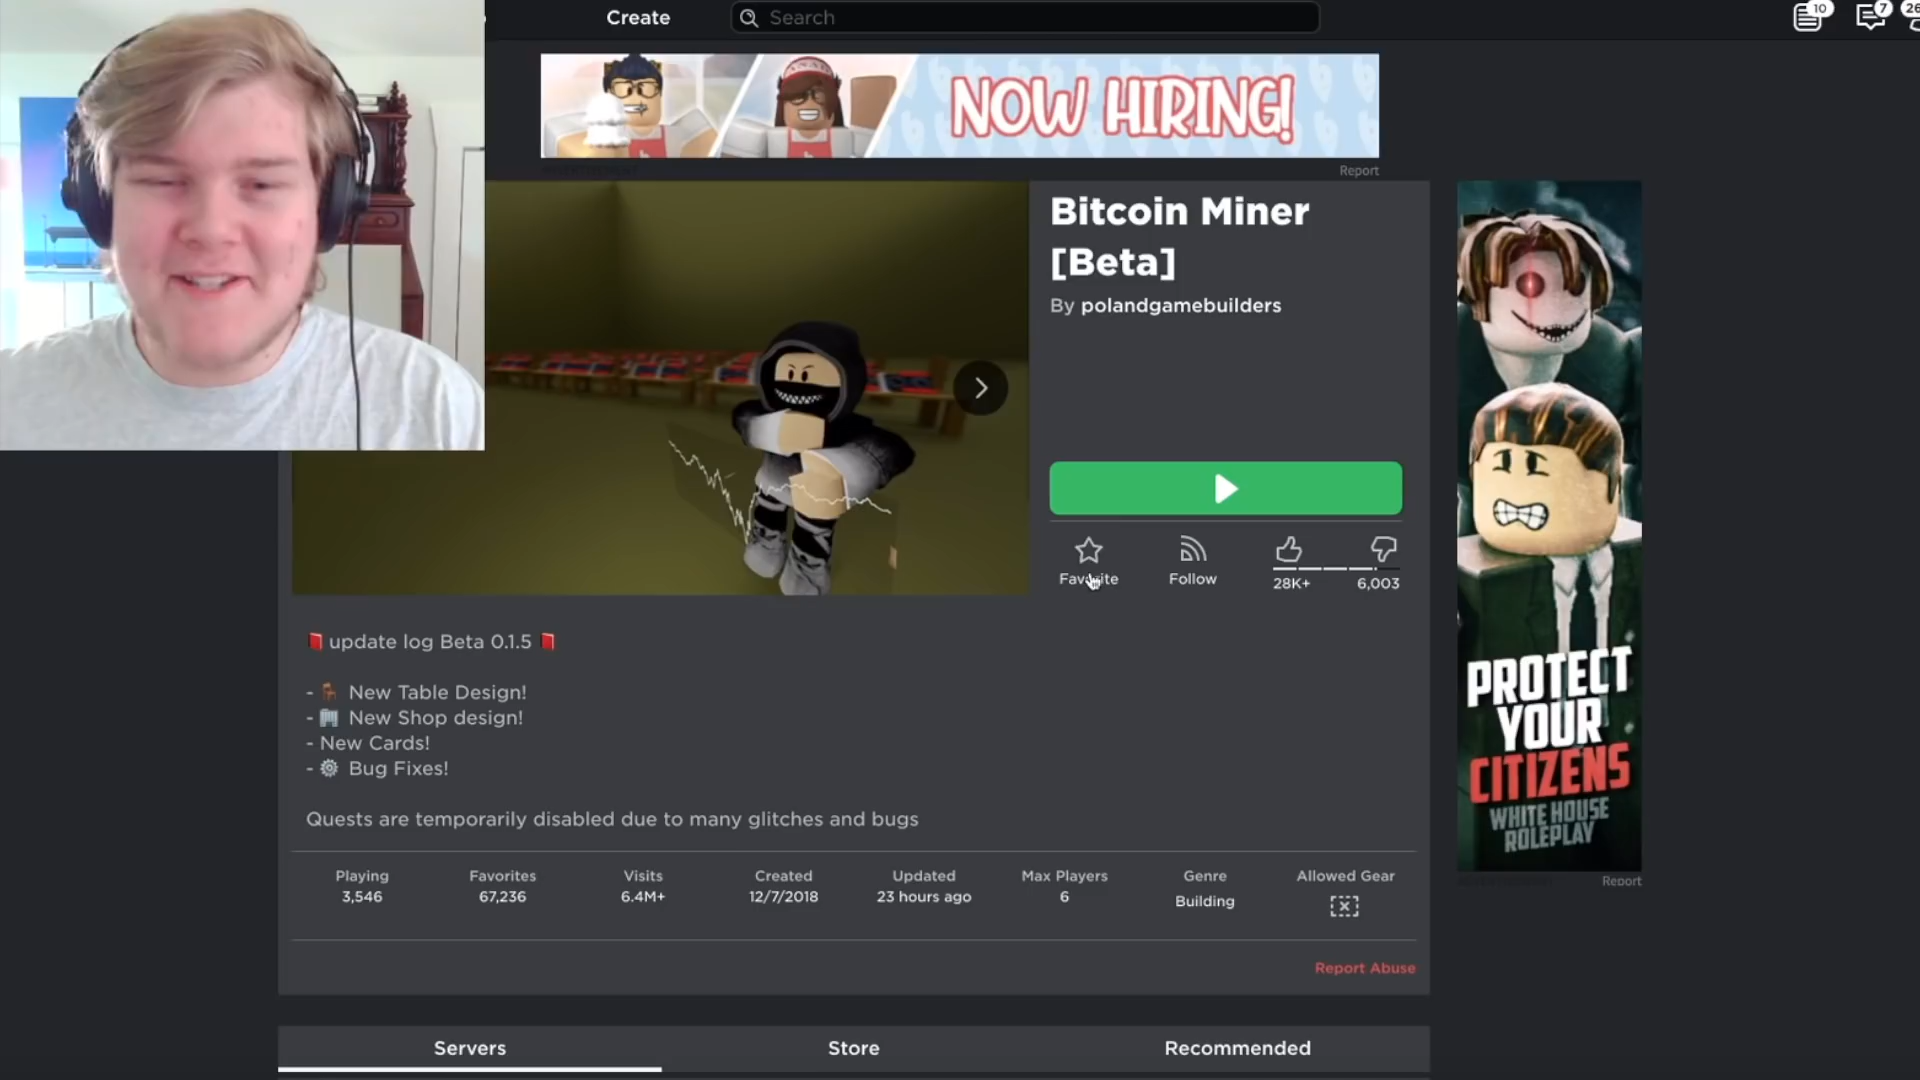 Create
Search
10
7
26
NOW HIRING!
ADVERTISEMENT
Report
Bitcoin Miner
[Beta]
By polandgamebuilders
Favorite
Follow
28K+
6,003
update log Beta 0.1.5
- New Table Design!
- New Shop design!
- New Cards!
- Bug Fixes!
Quests are temporarily disabled due to many glitches and bugs
Playing
3,546
Favorites
67,236
Visits
6.4M+
Created
12/7/2018
Updated
23 hours ago
Max Players
6
Genre
Building
Allowed Gear
Report Abuse
PROTECT
YOUR
CITIZENS
WHITE HOUSE
ROLEPLAY
Report
Servers
Store
Recommended